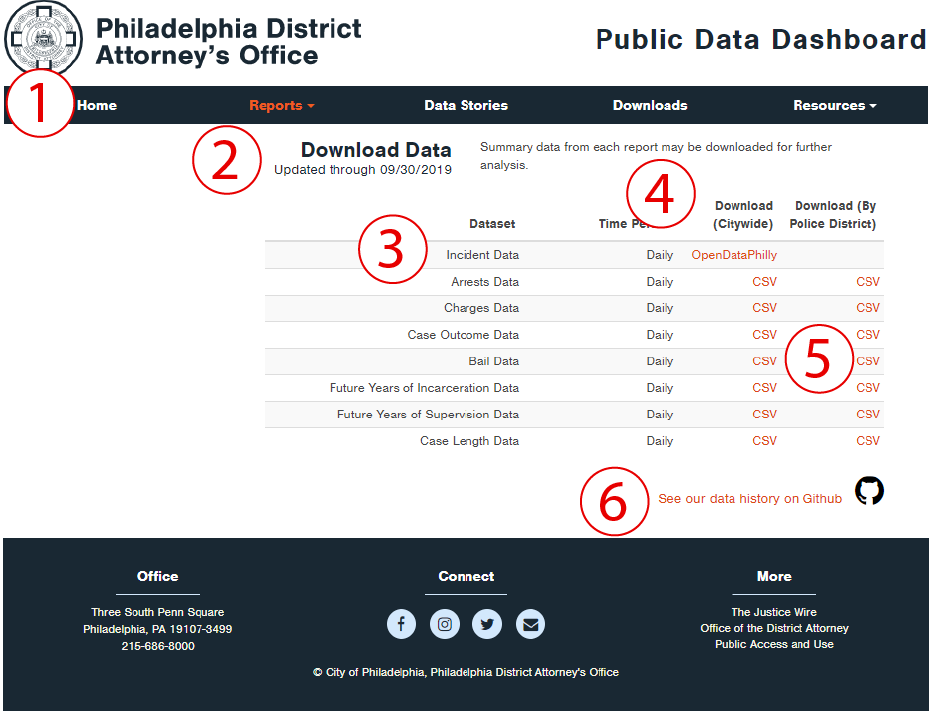 Philadelphia District
Attorney's Office
Public Data Dashboard
1
Home Reports Data Stories Downloads Resources
2
Download Data
Updated through 09/30/2019
Summary data from each report may be downloaded for further
analysis.
3
4
Dataset Time Download (Citywide) Download (By Police District)
Incident Data Daily OpenDataPhilly
Arrests Data Daily CSV CSV
Charges Data Daily CSV CSV
Case Outcome Data Daily CSV CSV
5
Bail Data Daily CSV CSV
Future Years of Incarceration Data Daily CSV CSV
Future Years of Supervsion Data Daily CSV CSV
Case Length Data Daily CSV CSV
6
See our data history on Github
Office
Three South Penn Square
Philadelphia, PA 19107-3499
215-686-8000
Connect
More
The Justice Wire
Office of the District Attorney
Public Access and Use
© City of Philadelphia, Philadelphia District Attorney's Office